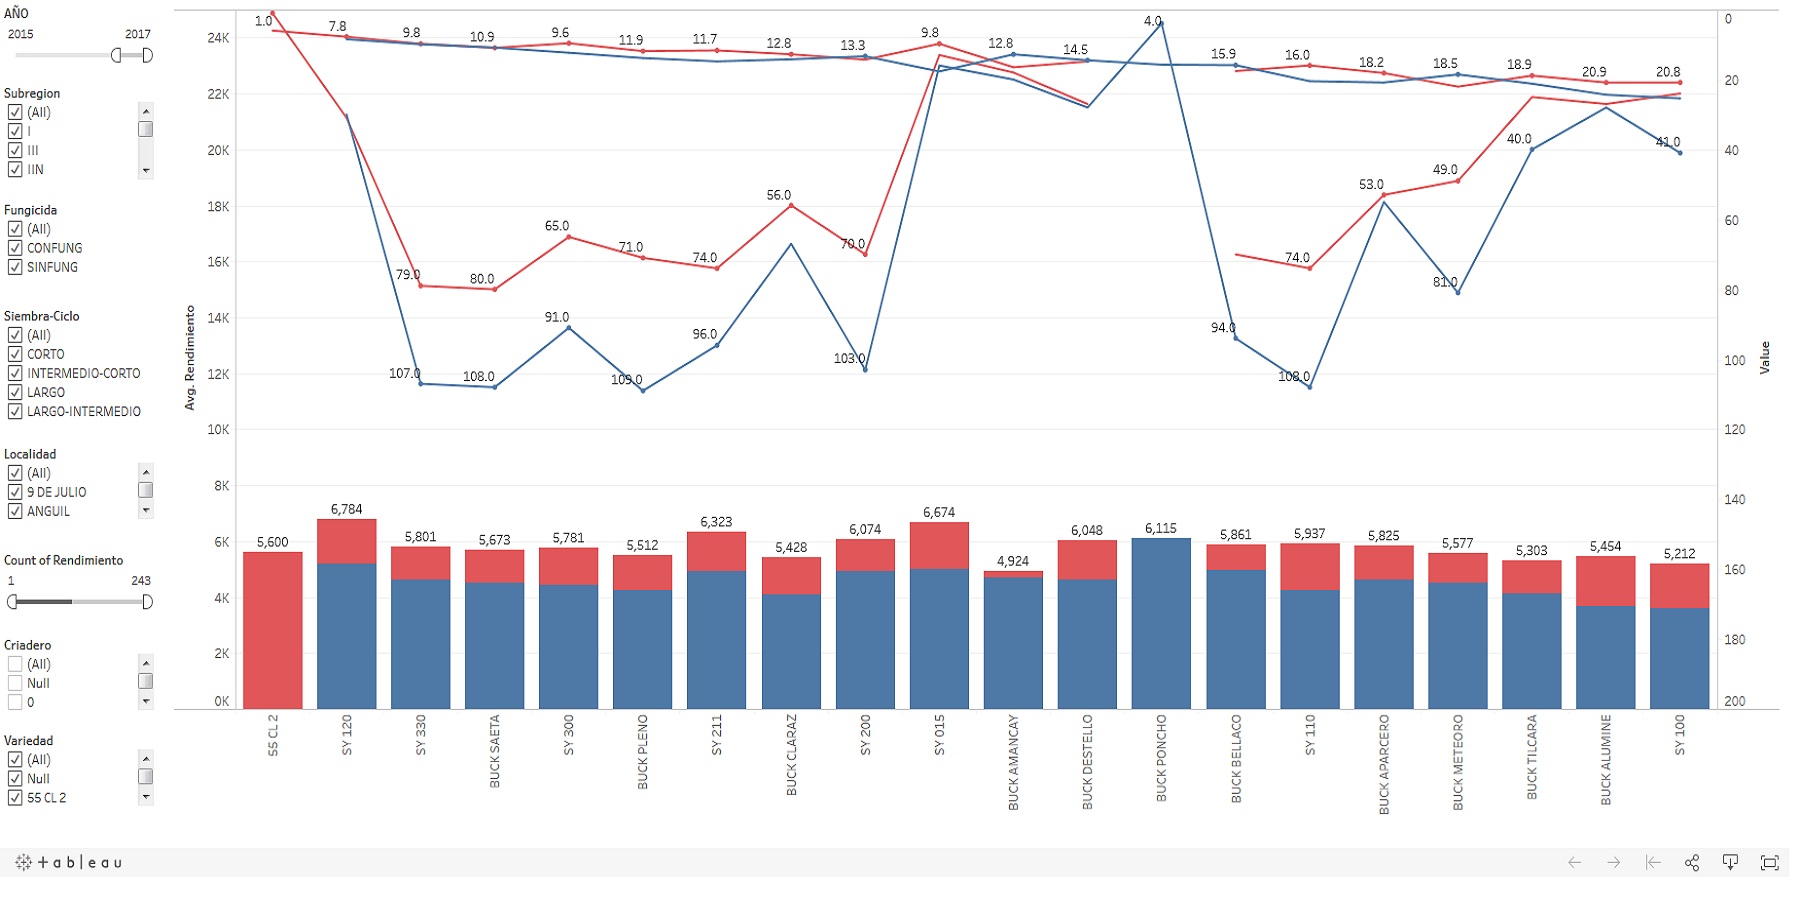 AÑO
2015 2017
Subregion
(All)
I
III
IIN
Fungicida
(All)
CONFUNG
SINFUNG
Siembra-Ciclo
(All)
CORTO
INTERMEDIO-CORTO
LARGO
LARGO-INTERMEDIO
Localidad
(All)
9 DE JULIO
ANGUIL
Count of Rendimiento
1 243
Criadero
(All)
Null
0
Variedad
(All)
Null
55 CL 2
Avg. Rendimiento
24K
22K
20K
18K
16K
14K
12K
10K
8K
6K
4K
2K
0K
1.0 7.8 9.8 10.9 9.6 11.9 11.7 12.8 13.3 9.8 12.8 14.5 4.0 15.9 16.0 18.2 18.5 18.9 20.9 20.8
79.0 80.0 65.0 71.0 74.0 56.0 70.0 74.0 53.0 49.0 40.0 41.0
107.0 108.0 91.0 109.0 96.0 103.0 94.0 108.0 81.0
5,600 6,784 5,801 5,673 5,781 5,512 6,323 5,428 6,074 6,674 4,924 6,048 6,115 5,861 5,937 5,825 5,577 5,303 5,454 5,212
55 CL 2
SY 120
SY 330
BUCK SAETA
SY 300
BUCK PLENO
SY 211
BUCK CLARAZ
SY 200
SY 015
BUCK AMANCAY
BUCK DESTELLO
BUCK PONCHO
BUCK BELLACO
SY 110
BUCK APARCERO
BUCK METEORO
BUCK TILCARA
BUCK ALUMINE
SY 100
0
20
40
60
80
100
120
140
160
180
200
Value
+ableau